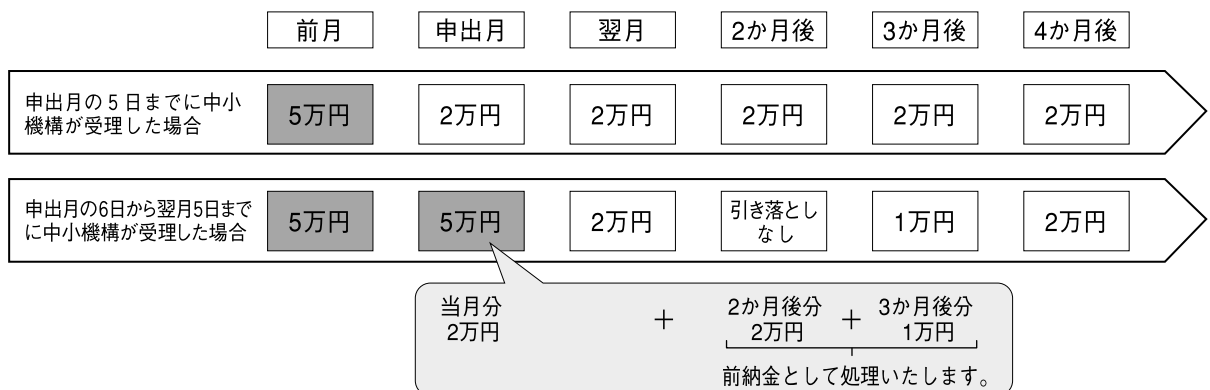 前月 申出月 翌月 2か月後 3か月後 4か月後
申出月の5日までに中小
機構が受理した場合
5万円 2万円 2万円 2万円 2万円 2万円
申出月の6日から翌月5日まで
に中小機構が受理した場合
5万円 5万円 2万円 引き落とし
なし
1万円 2万円
当月分
2万円
+
2か月後分
2万円
+
3か月後分
1万円
前納金として処理いたします。